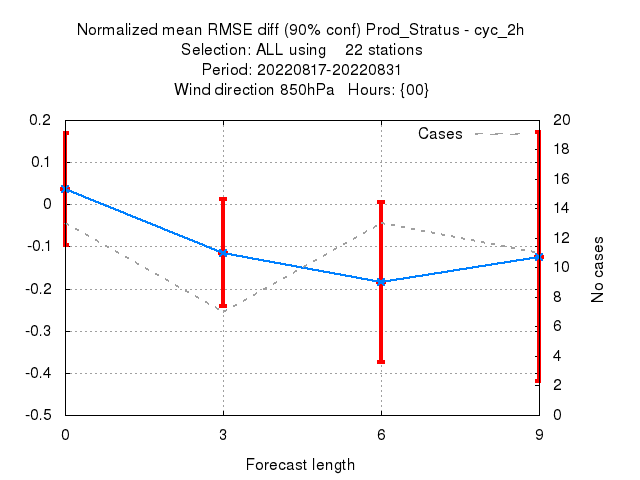 Normalized mean RMSE diff (90% conf) Prod_Stratus - cyc_2h
Selection: ALL using    22 stations
Period: 20220817-20220831
Wind direction 850hPa   Hours: {00}
Cases
0.2
0.1
0
-0.1
-0.2
-0.3
-0.4
-0.5
20
18
16
14
12
10
8
6
4
2
0
No cases
0 3 6 9
Forecast length